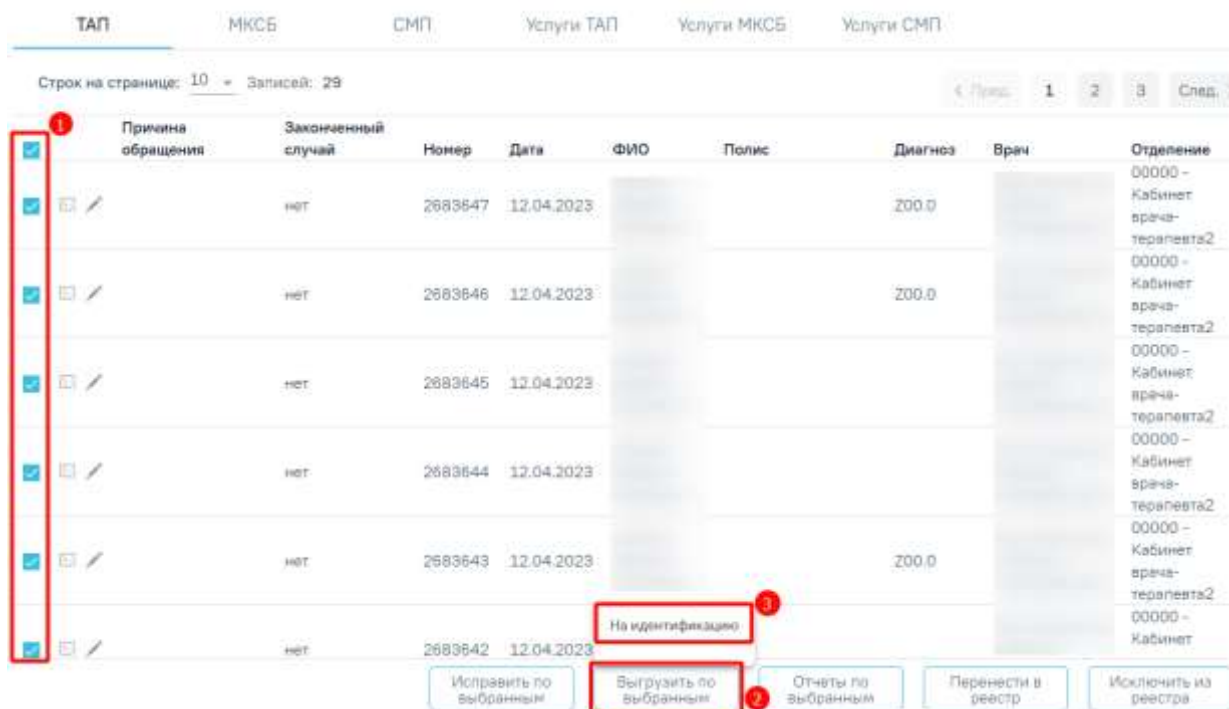 ТАП МКСБ СМП Услуги ТАП Услуги МКСБ Услуги СМП
Строк на странице: 10 Записей: 29 Пред. 1 2 3 След.
1
Причина Законченный
обращения случай Номер Дата ФИО Полис Диагноз Врач Отделение
00000 –
Кабинет
нет 2683647 12.04.2023 Z00.0 врача-
терапевта2
00000 –
Кабинет
нет 2683646 12.04.2023 Z00.0 врача-
терапевта2
00000 –
Кабинет
нет 2683645 12.04.2023 врача-
терапевта2
00000 –
Кабинет
нет 2683644 12.04.2023 врача-
терапевта2
00000 –
Кабинет
нет 2683643 12.04.2023 Z00.0 врача-
терапевта2
3
00000 –
На идентификацию Кабинет
нет 2683642 12.04.2023
Исправить по Выгрузить по Отчеты по Перенести в Исключить из
выбранным выбранным 2 выбранным реестр реестра